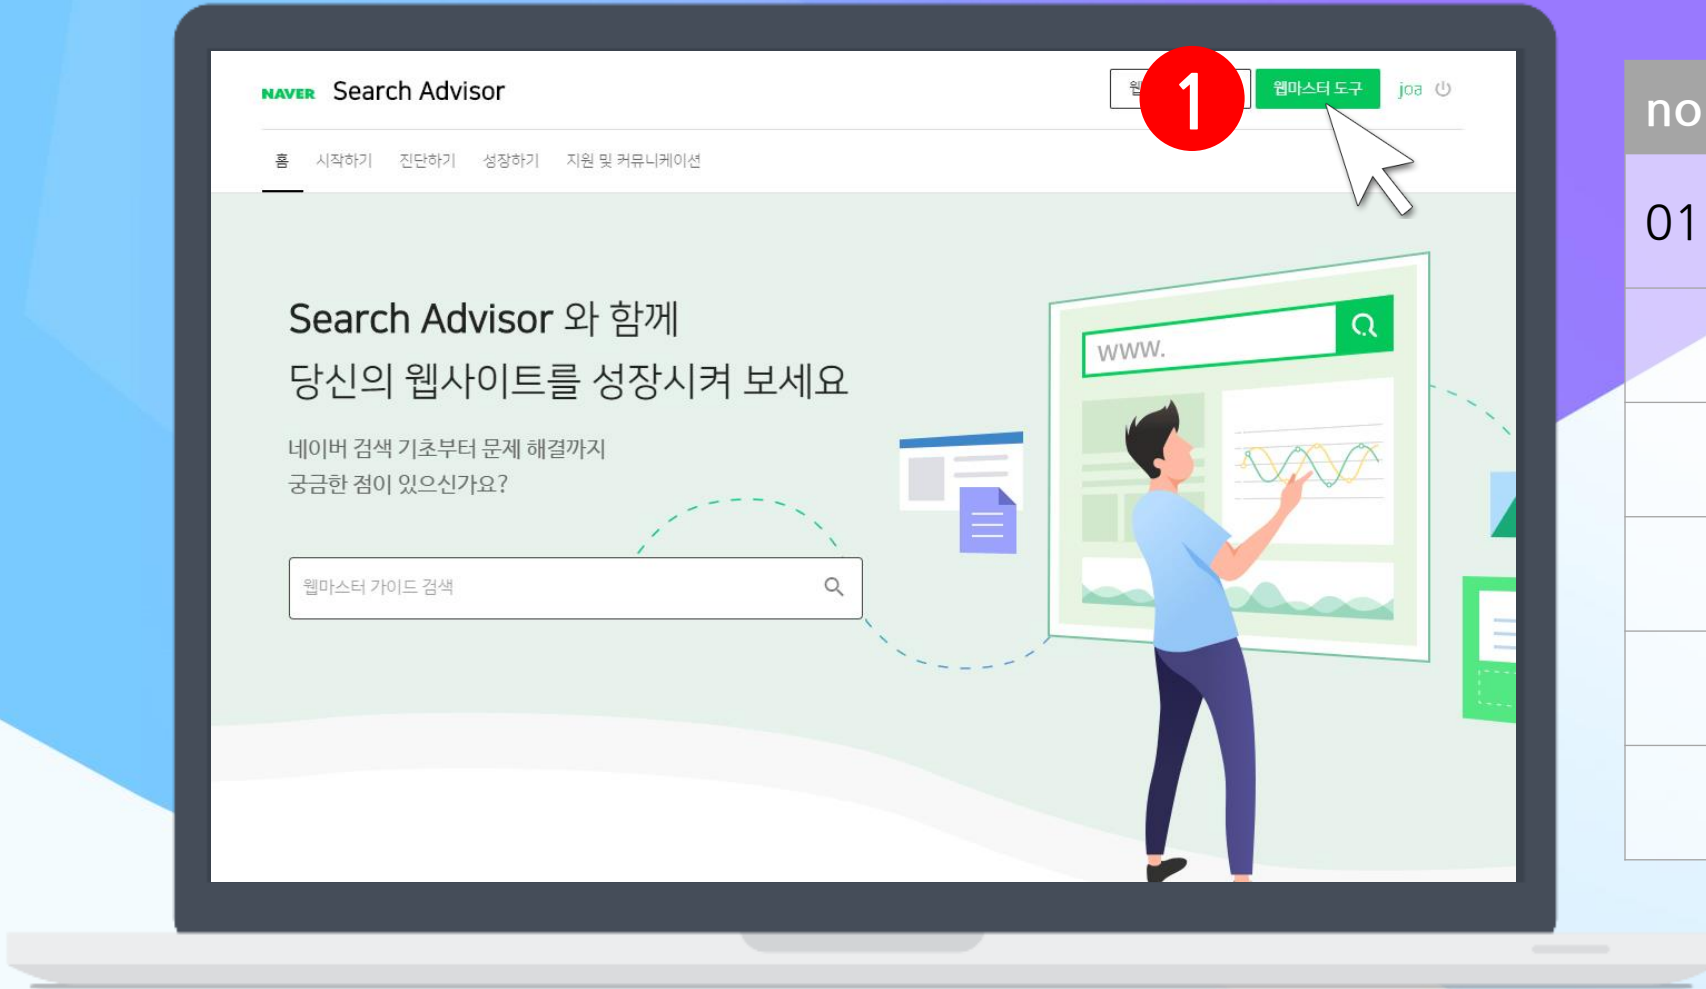 NAVER Search Advisor
1
웹마스터 도구
joa
홈 시작하기 진단하기 성장하기 지원 및 커뮤니케이션
Search Advisor 와 함께
당신의 웹사이트를 성장시켜 보세요
네이버 검색 기초부터 문제 해결까지
궁금한 점이 있으신가요?
웹마스터 가이드 검색
www.
no
01